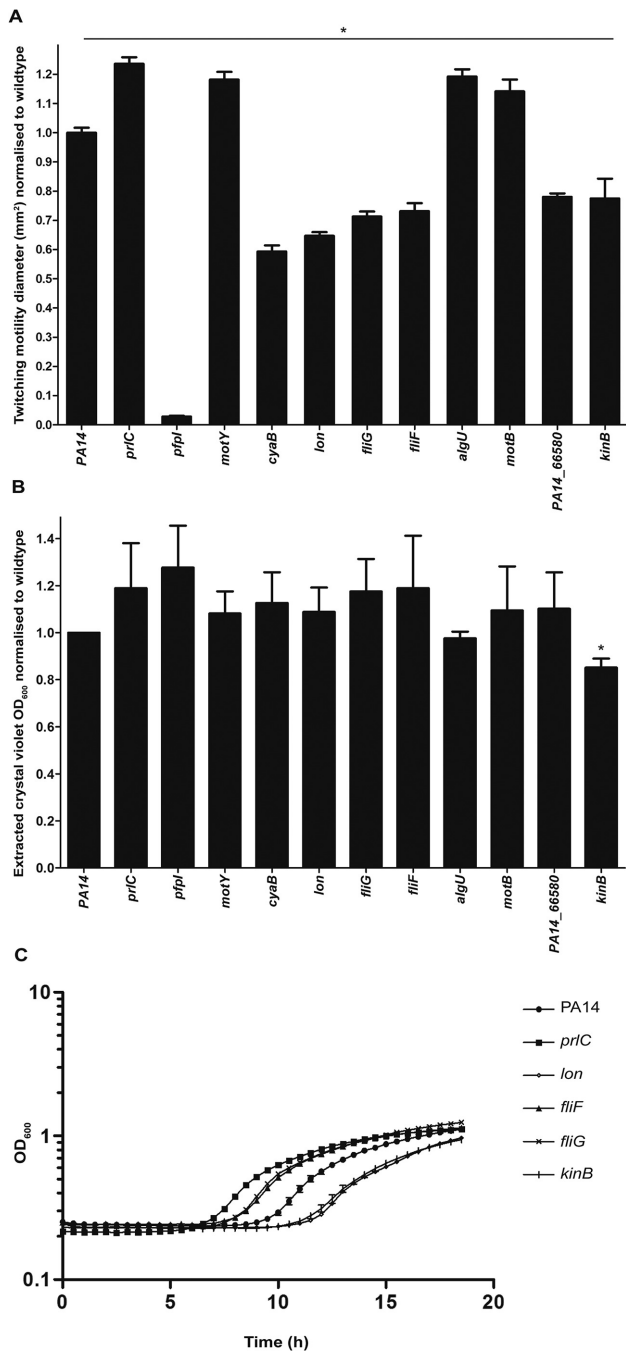 A
*
Twitching motility diameter (mm²) normalised to wildtype
1.2
1.1
1.0
0.9
0.8
0.7
0.6
0.5
0.4
0.3
0.2
0.1
0.0
PA14
prlC
pfpI
motY
cyaB
lon
fliG
fliF
algU
motB
PA14_66580
kinB
B
Extracted crystal violet OD600 normalised to wildtype
1.4
1.2
1.0
0.8
0.6
0.4
0.2
0.0
*
PA14
prlC
pfpI
motY
cyaB
lon
fliG
fliF
algU
motB
PA14_66580
kinB
C
OD600
10
1
0.1
0
5
10
15
20
Time (h)
PA14
prlC
lon
fliF
fliG
kinB